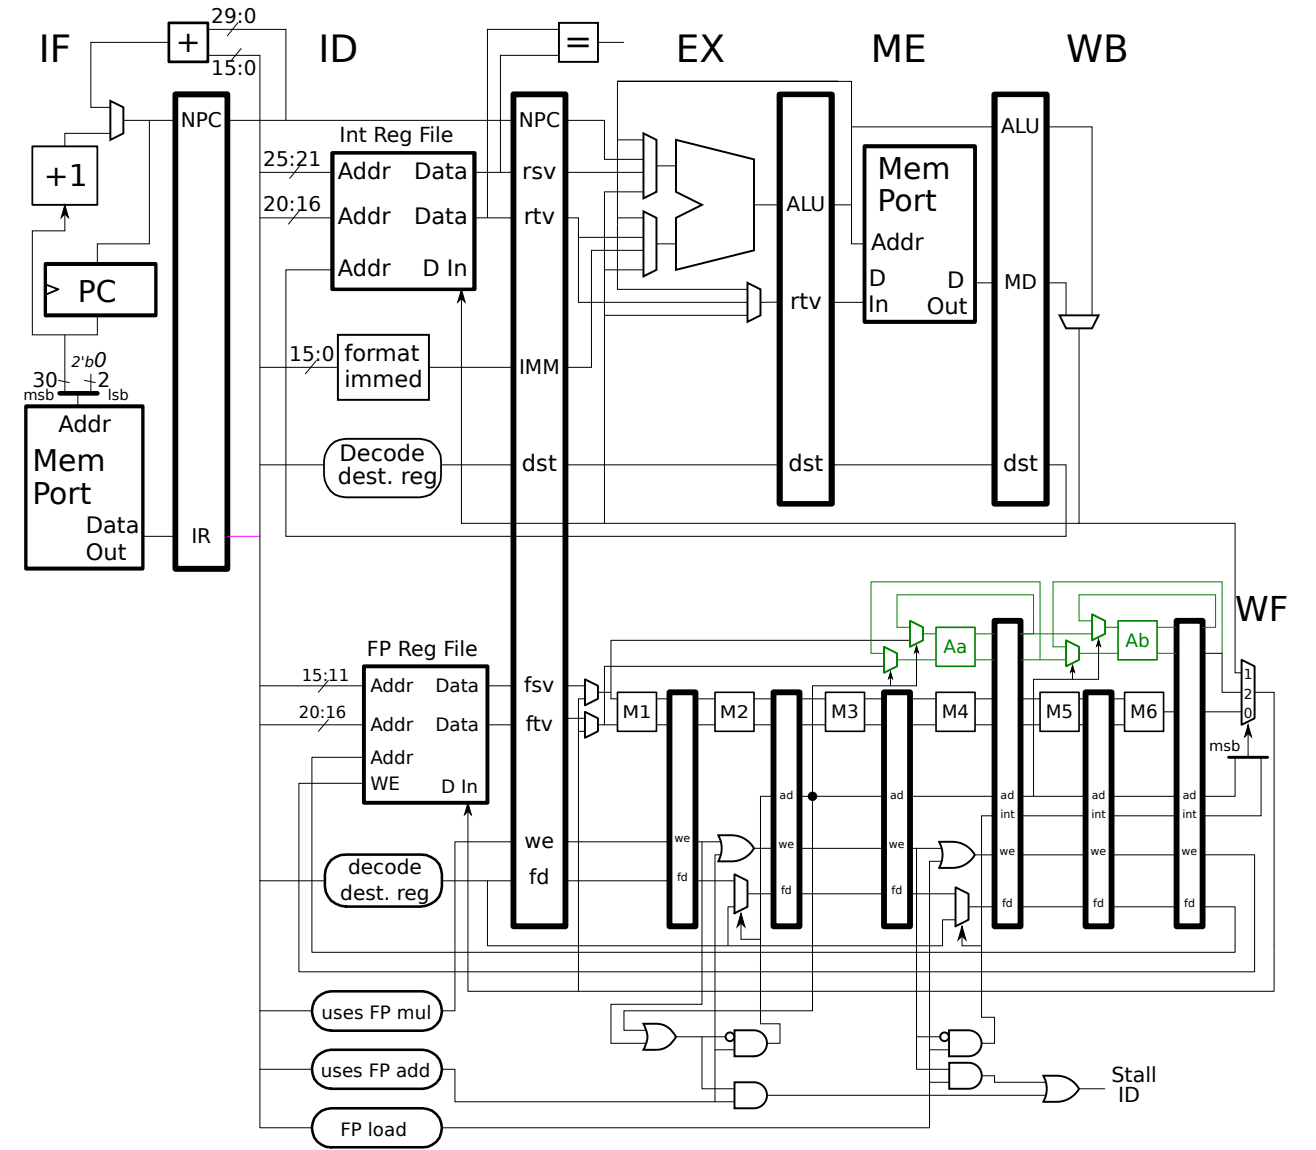 IF
ID
EX
ME
WB
29:0
+
15:0
=
NPC
NPC
ALU
Int Reg File
25:21
Addr
Data
rsv
Mem
Port
+1
20:16
Addr
Data
rtv
ALU
Addr
Addr
D In
D
In
D
Out
MD
PC
rtv
2'b0
30
2
msb
lsb
15:0
format
immed
IMM
Addr
Mem
Port
Data
Out
Decode
dest. reg
dst
dst
dst
IR
WF
FP Reg File
Aa
Ab
15:11
Addr
Data
fsv
1
2
0
20:16
Addr
Data
ftv
M1
M2
M3
M4
M5
M6
msb
Addr
WE
D In
ad
ad
ad
ad
ad
int
int
int
we
we
we
we
we
we
we
decode
dest. reg
fd
fd
fd
fd
fd
fd
fd
uses FP mul
uses FP add
FP load
Stall
ID